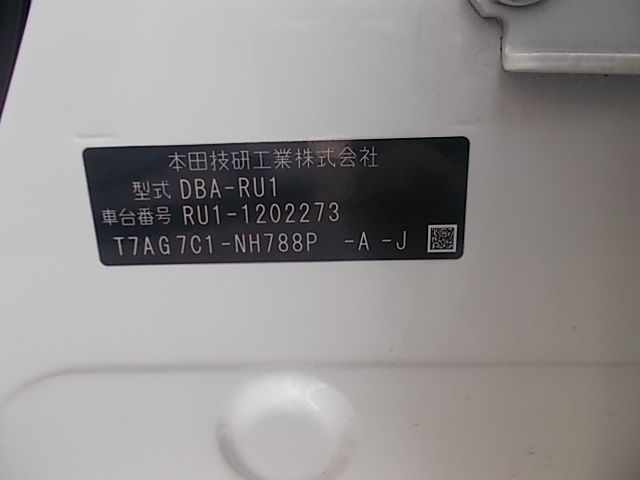 本田技研工業株式会社
型式 DBA-RU1
車台番号 RU1-1202273
T7AG7C1-NH788P -A -J